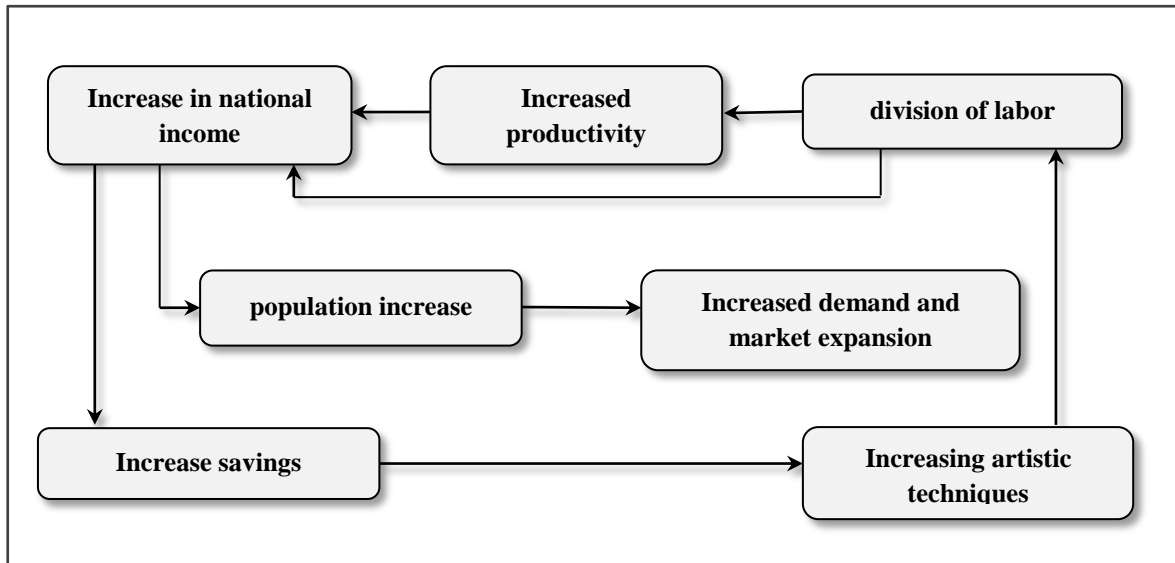 Increase in national
income
Increased
productivity
division of labor
population increase
Increased demand and
market expansion
Increase savings
Increasing artistic
techniques